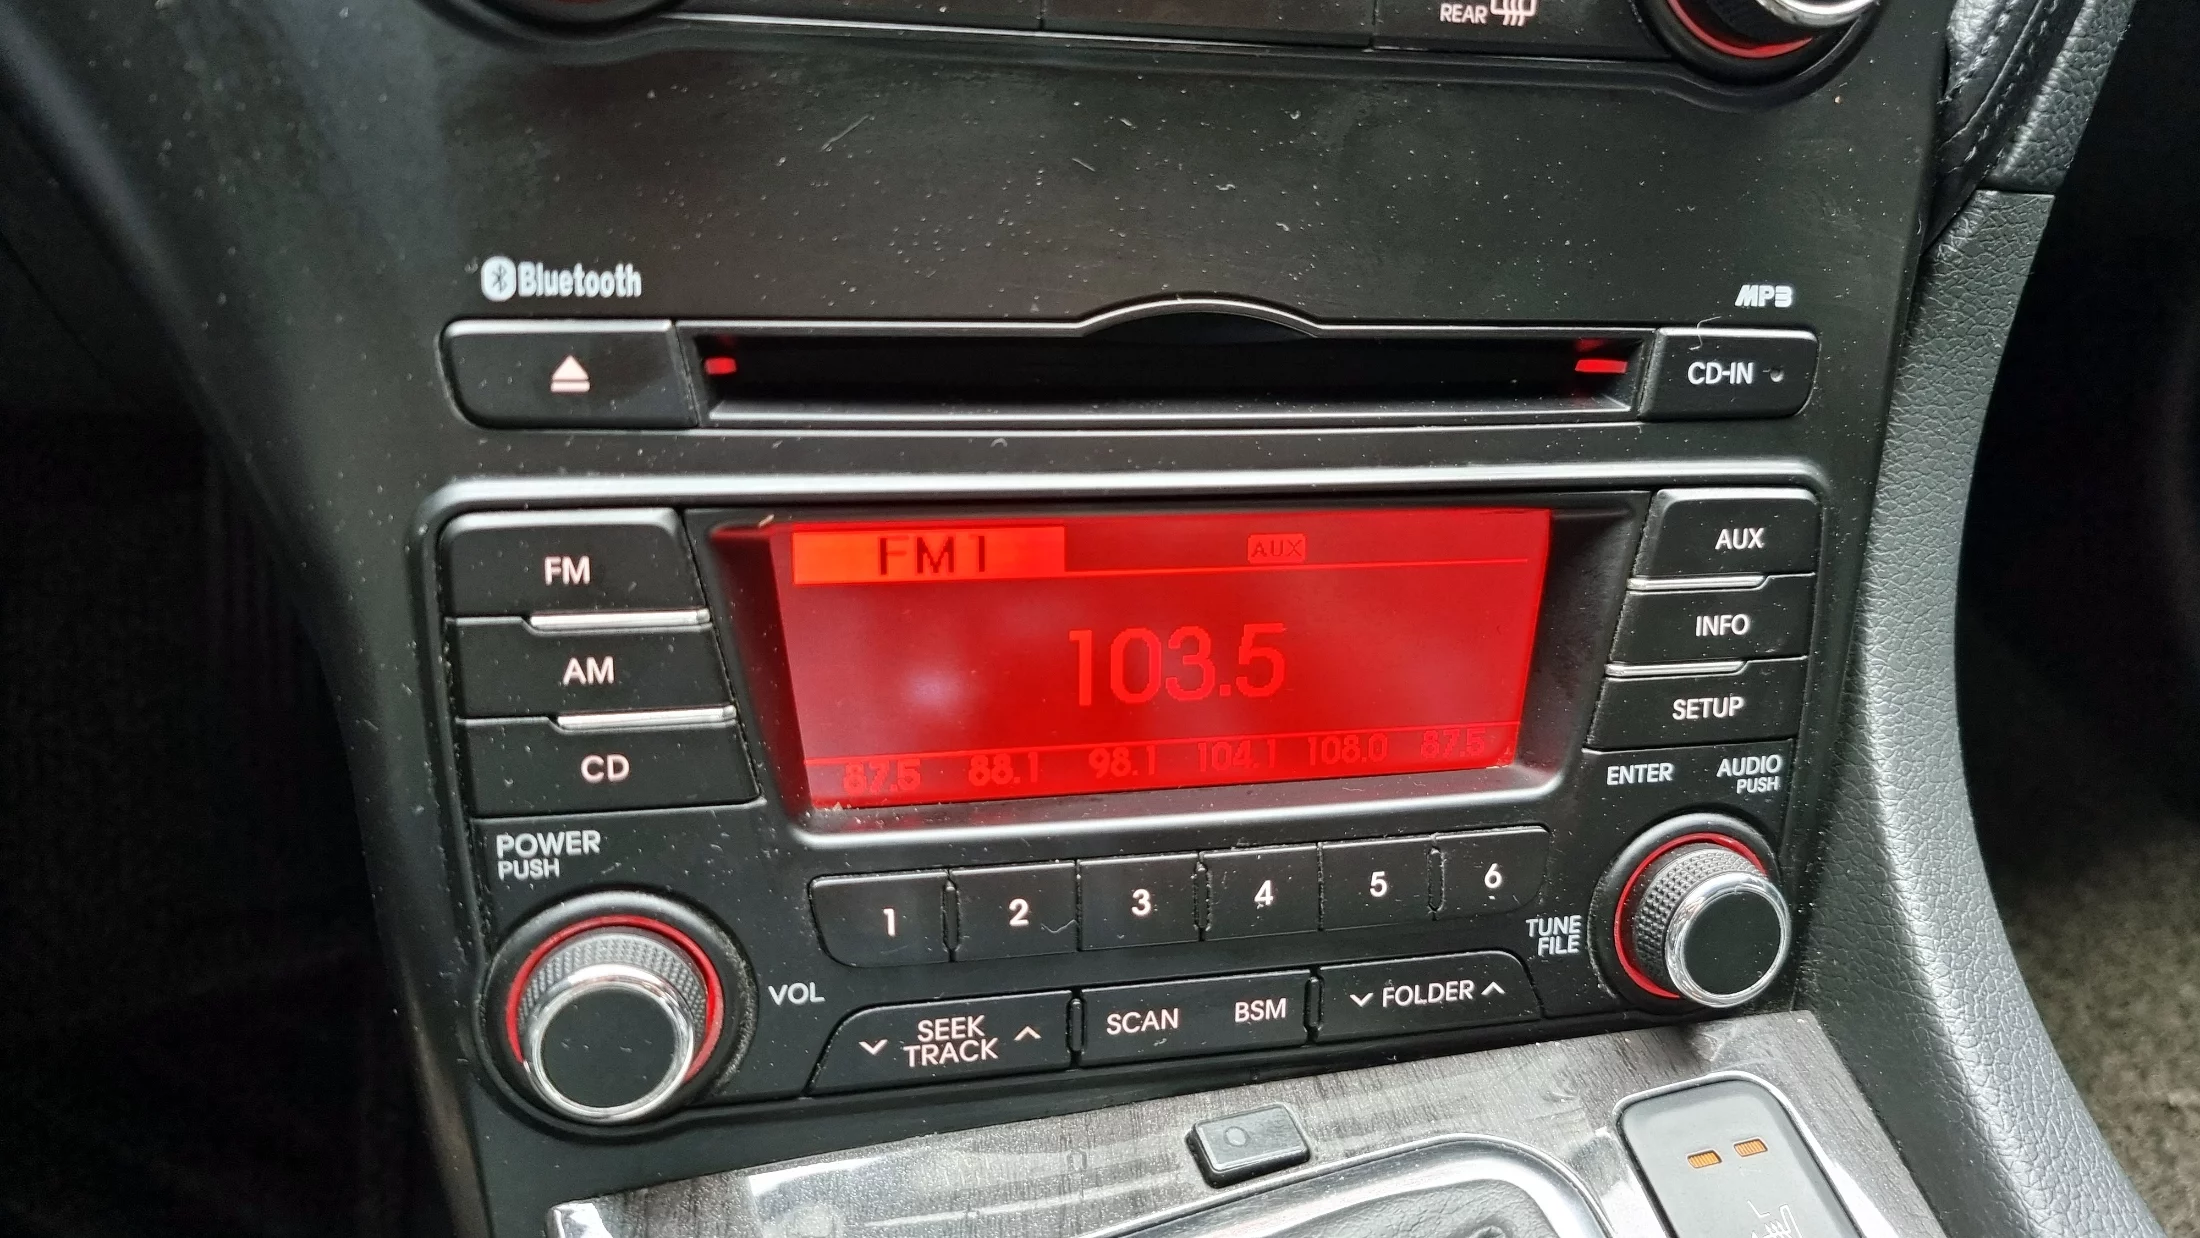 REAR
Bluetooth
MP3
CD-IN
FM
AM
CD
FM1 AUX
103.5
87.5 88.1 98.1 104.1 108.0 87.5
AUX
INFO
SETUP
ENTER AUDIO
PUSH
POWER
PUSH
VOL
1 2 3 4 5 6
TUNE
FILE
SEEK
TRACK
SCAN BSM
FOLDER